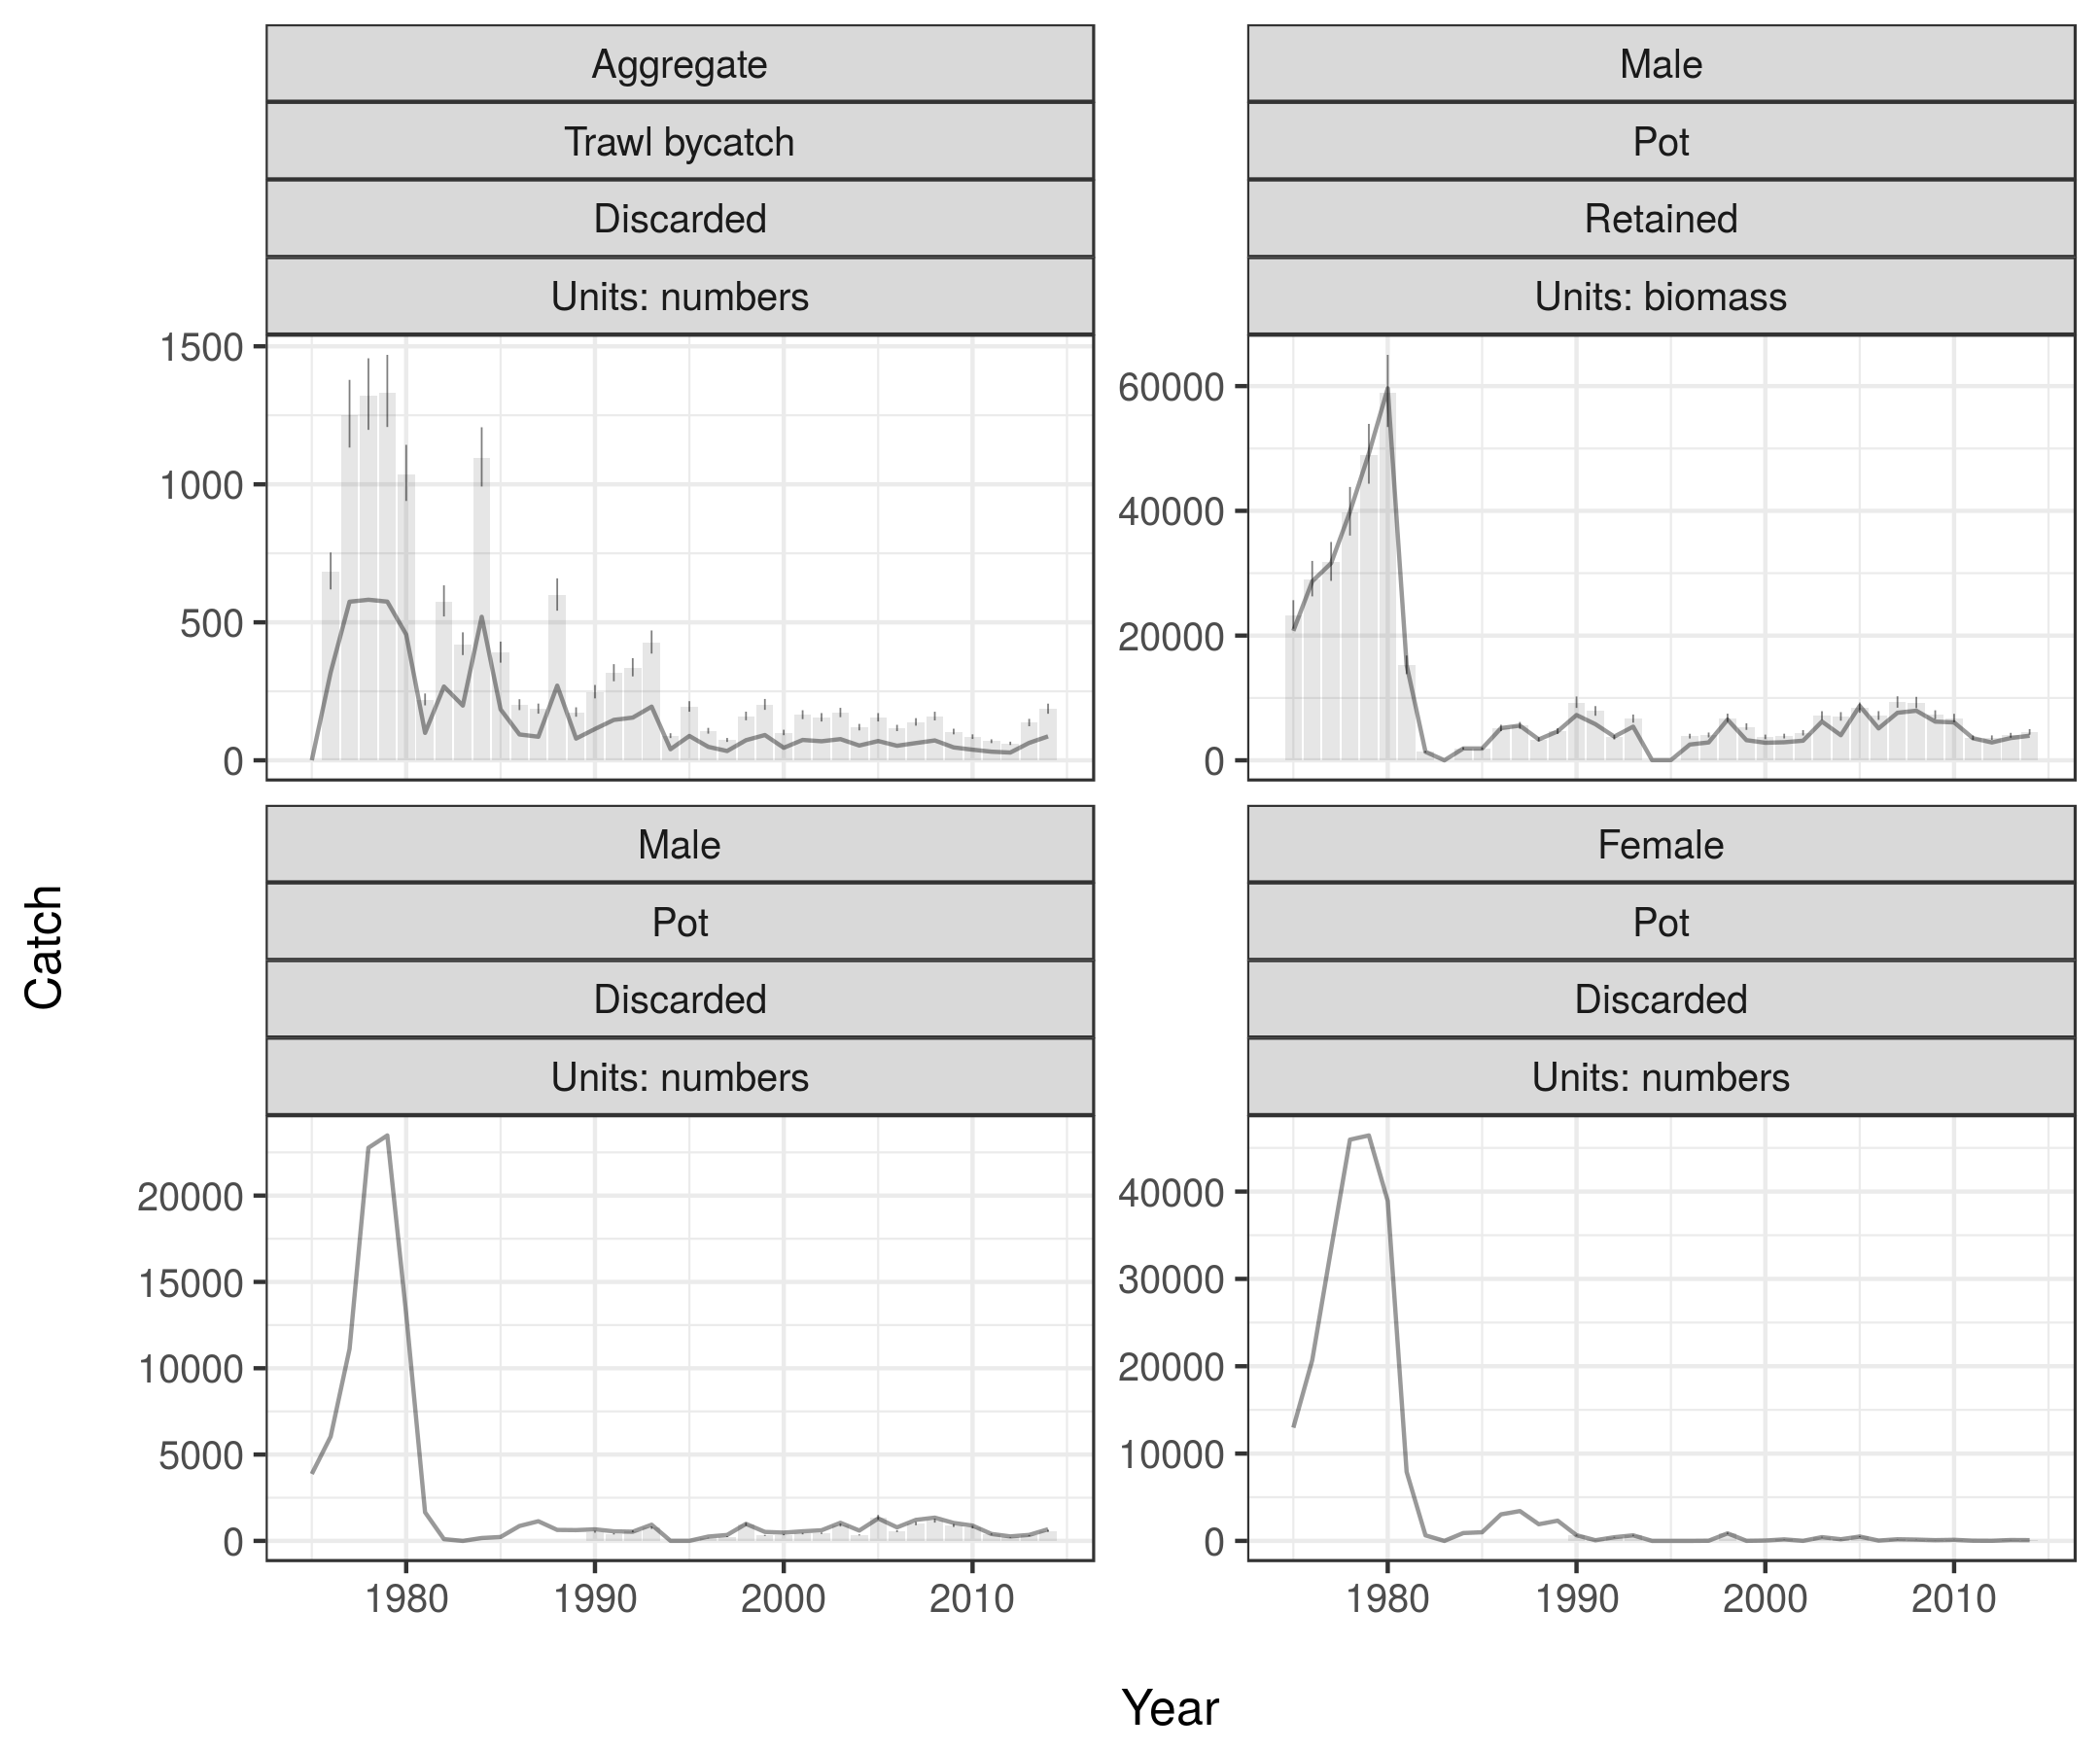 Aggregate
Trawl bycatch
Discarded
Units: numbers
1500
1000
500
0
Male
Pot
Retained
Units: biomass
60000
40000
20000
0
Catch
Male
Pot
Discarded
Units: numbers
20000
15000
10000
5000
0
1980 1990 2000 2010
Female
Pot
Discarded
Units: numbers
40000
30000
20000
10000
0
1980 1990 2000 2010
Year